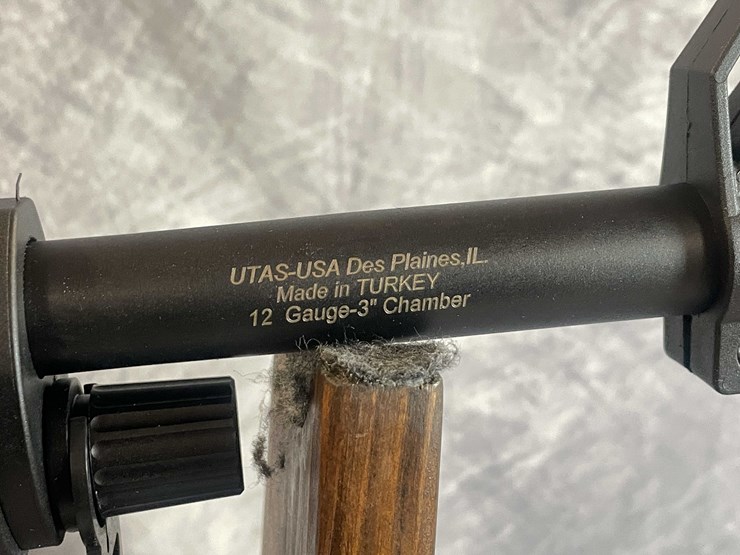 UTAS-USA Des Plaines,IL.
Made in TURKEY
12 Gauge-3" Chamber